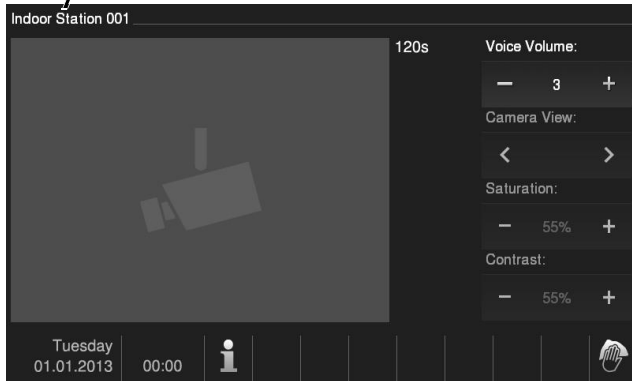 Indoor Station 001
120s
Voice Volume:
3
Camera View:
Saturation:
55%
Contrast:
55%
Tuesday
01.01.2013
00:00